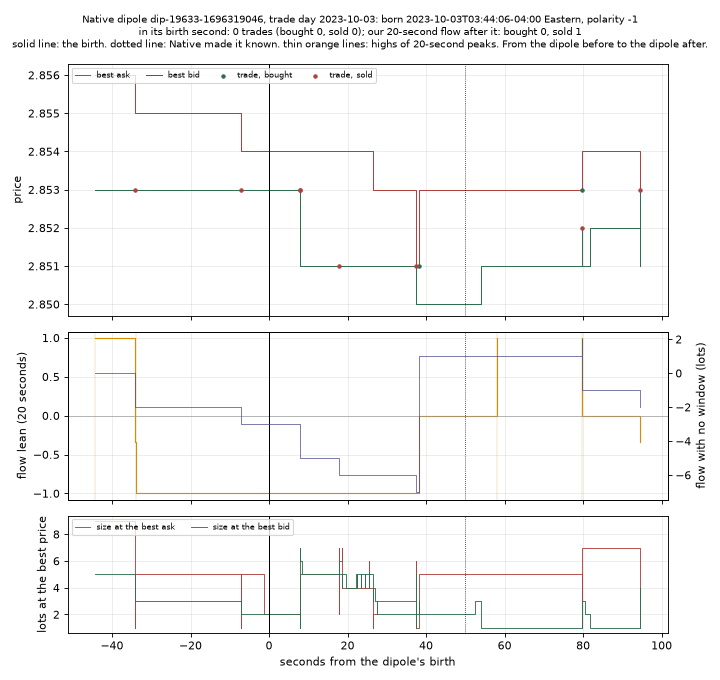 Native dipole dip-19633-1696319046, trade day 2023-10-03: born 2023-10-03T03:44:06-04:00 Eastern, polarity -1
in its birth second: 0 trades (bought 0, sold 0); our 20-second flow after it: bought 0, sold 1
solid line: the birth. dotted line: Native made it known. thin orange lines: highs of 20-second peaks. From the dipole before to the dipole after.
best ask best bid trade, bought trade, sold
2.856
2.855
2.854
2.853
2.852
2.851
2.850
price
1.0
0.5
0.0
−0.5
−1.0
flow lean (20 seconds)
2
0
−2
−4
−6
flow with no window (lots)
size at the best ask size at the best bid
8
6
4
2
lots at the best price
−40 −20 0 20 40 60 80 100
seconds from the dipole's birth